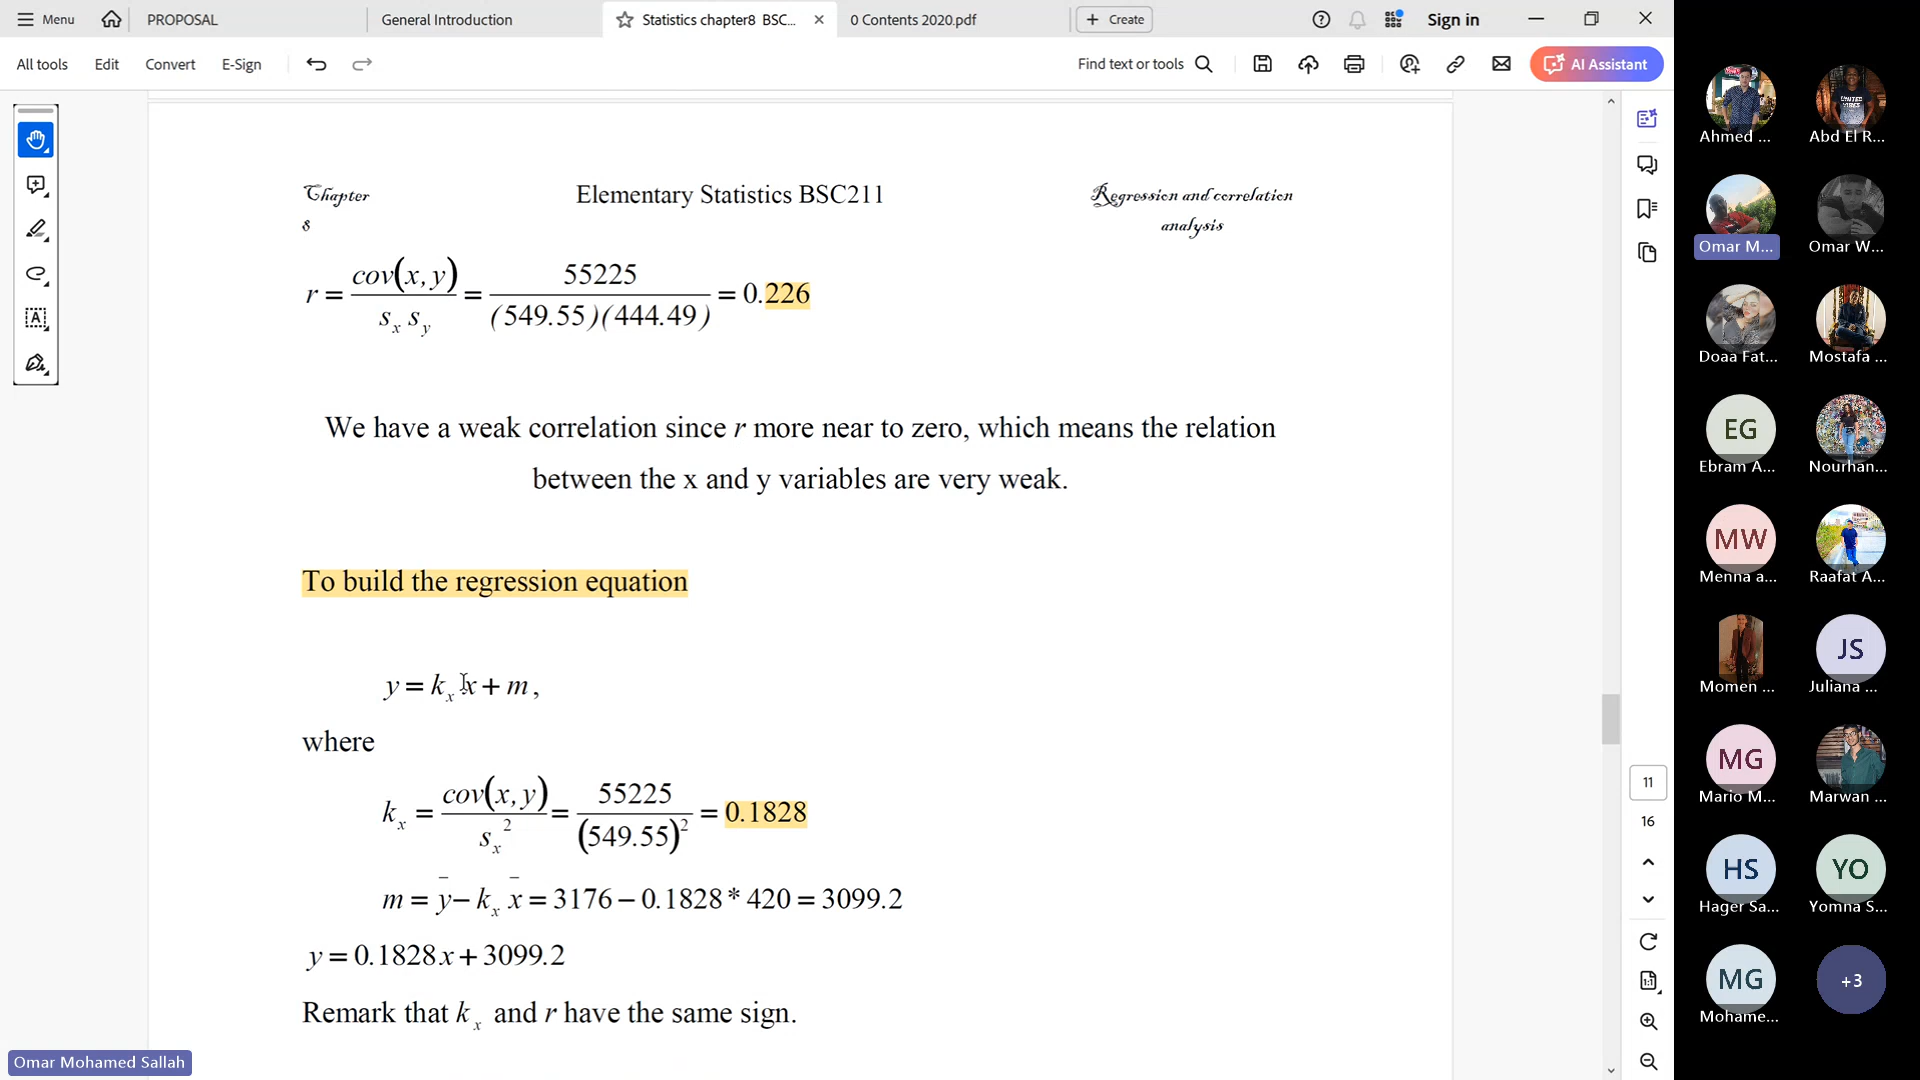 Menu
PROPOSAL
General Introduction
Statistics chapter8 BSC...
0 Contents 2020.pdf
Create
Sign in
All tools
Edit
Convert
E-Sign
Find text or tools
AI Assistant
Chapter
8
Elementary Statistics BSC211
Regression and correlation
analysis
r = cov(x, y) / s_x s_y = 55225 / (549.55)(444.49) = 0.226
We have a weak correlation since r more near to zero, which means the relation
between the x and y variables are very weak.
To build the regression equation
y = k_x x + m,
where
k_x = cov(x, y) / s_x² = 55225 / (549.55)² = 0.1828
m = ȳ − k_x x̄ = 3176 − 0.1828 * 420 = 3099.2
y = 0.1828x + 3099.2
Remark that k_x and r have the same sign.
11
16
1:1
Omar Mohamed Sallah
Ahmed ...
Abd El R...
UNITED
VIBES
Omar M...
Omar W...
Doaa Fat...
Mostafa ...
EG
Ebram A...
Nourhan...
MW
Menna a...
Raafat A...
Momen ...
JS
Juliana ...
MG
Mario M...
Marwan ...
HS
Hager Sa...
YO
Yomna S...
MG
Mohame...
+3